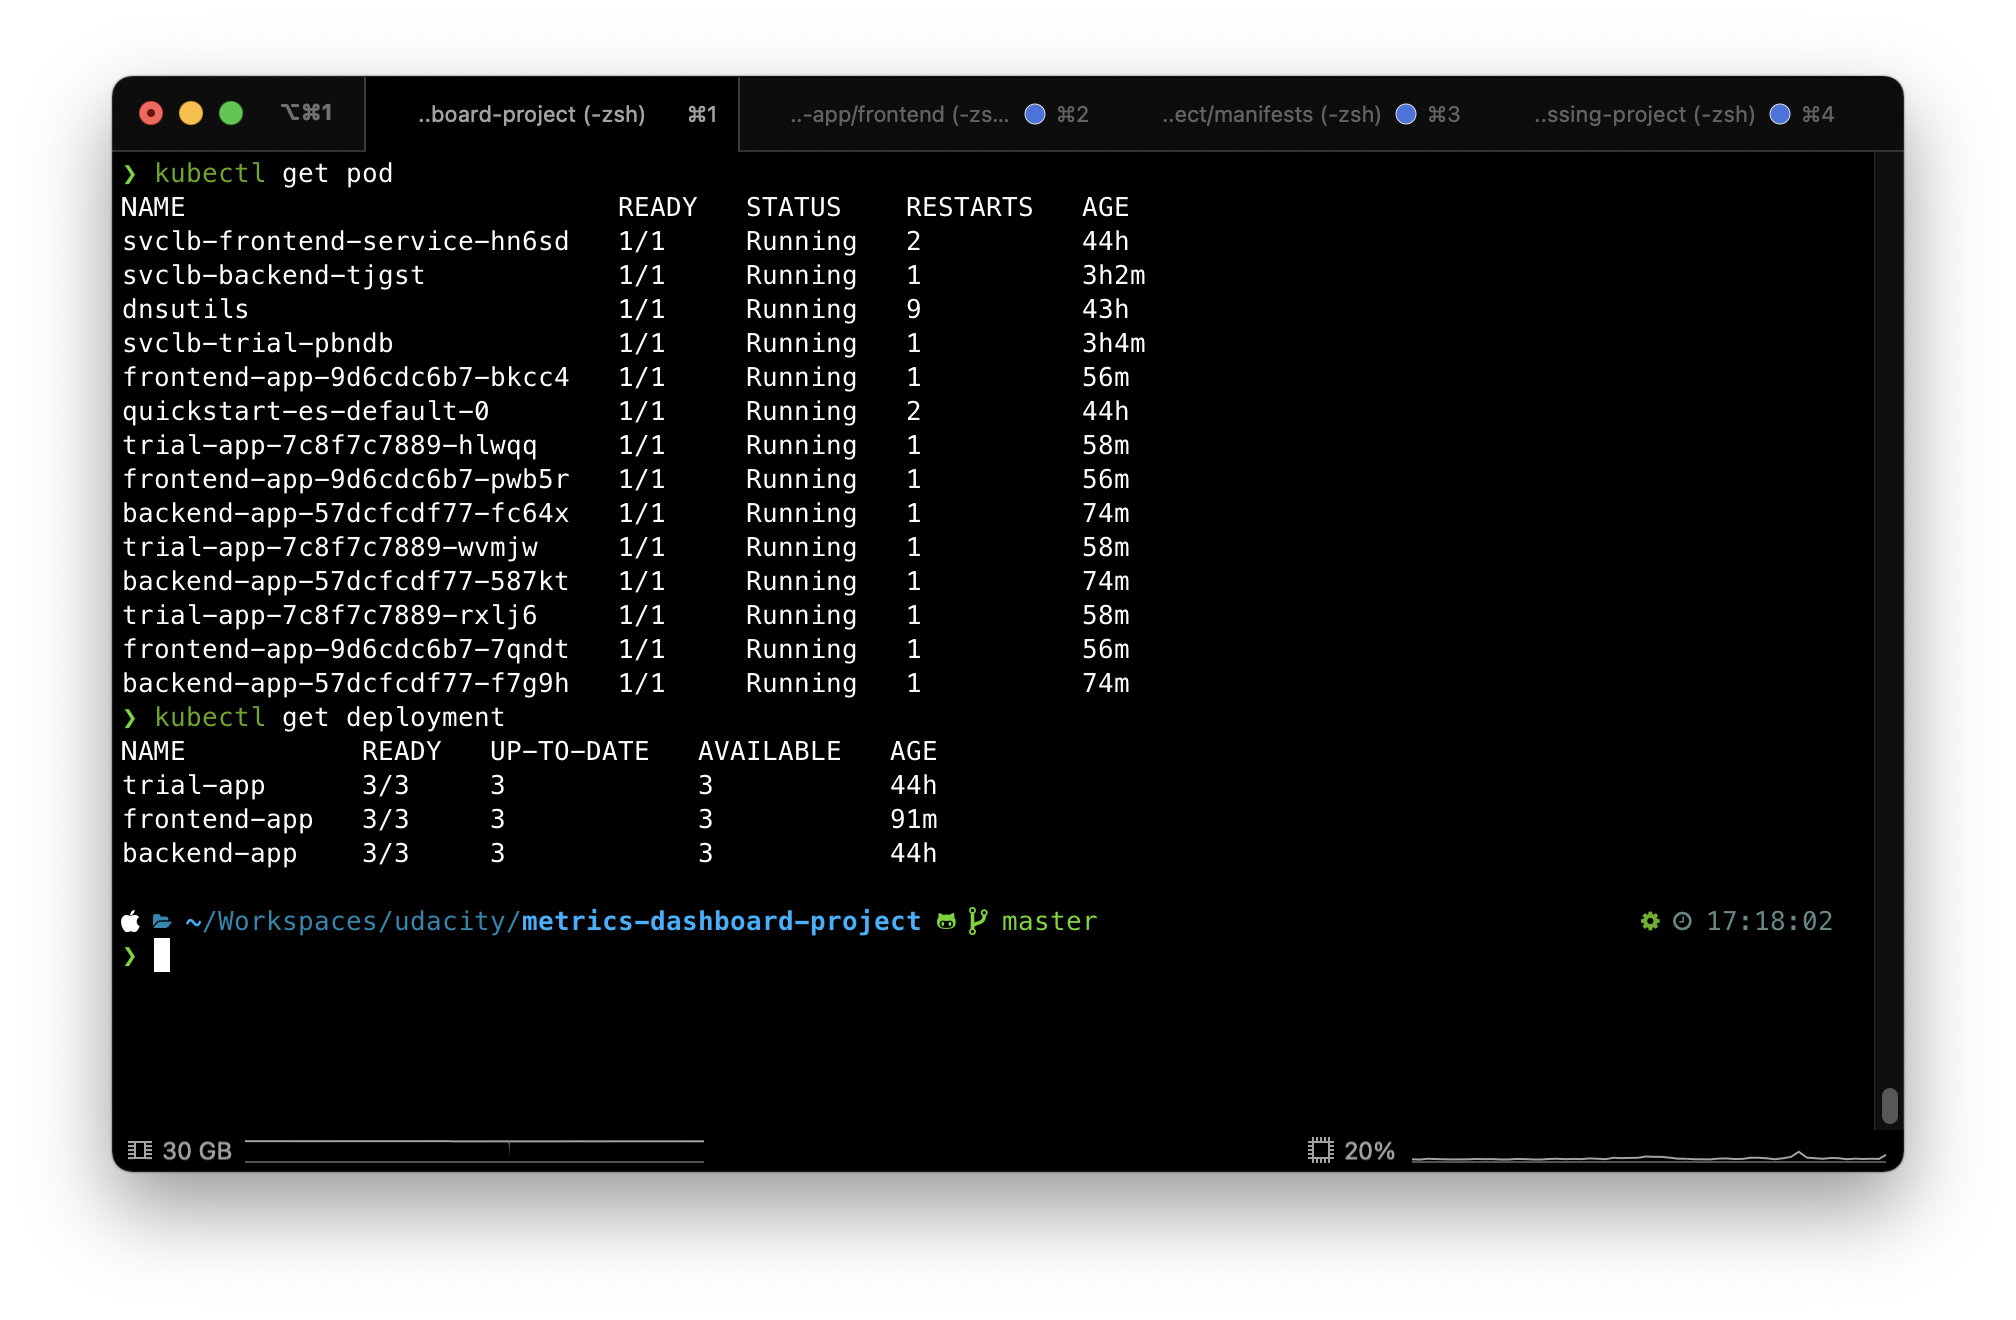 ⌥⌘1 ..board-project (-zsh) ⌘1 ..-app/frontend (-zs... ⌘2 ..ect/manifests (-zsh) ⌘3 ..ssing-project (-zsh) ⌘4
❯ kubectl get pod
NAME READY STATUS RESTARTS AGE
svclb-frontend-service-hn6sd 1/1 Running 2 44h
svclb-backend-tjgst 1/1 Running 1 3h2m
dnsutils 1/1 Running 9 43h
svclb-trial-pbndb 1/1 Running 1 3h4m
frontend-app-9d6cdc6b7-bkcc4 1/1 Running 1 56m
quickstart-es-default-0 1/1 Running 2 44h
trial-app-7c8f7c7889-hlwqq 1/1 Running 1 58m
frontend-app-9d6cdc6b7-pwb5r 1/1 Running 1 56m
backend-app-57dcfcdf77-fc64x 1/1 Running 1 74m
trial-app-7c8f7c7889-wvmjw 1/1 Running 1 58m
backend-app-57dcfcdf77-587kt 1/1 Running 1 74m
trial-app-7c8f7c7889-rxlj6 1/1 Running 1 58m
frontend-app-9d6cdc6b7-7qndt 1/1 Running 1 56m
backend-app-57dcfcdf77-f7g9h 1/1 Running 1 74m
❯ kubectl get deployment
NAME READY UP-TO-DATE AVAILABLE AGE
trial-app 3/3 3 3 44h
frontend-app 3/3 3 3 91m
backend-app 3/3 3 3 44h
~/Workspaces/udacity/metrics-dashboard-project master 17:18:02
❯
30 GB 20%